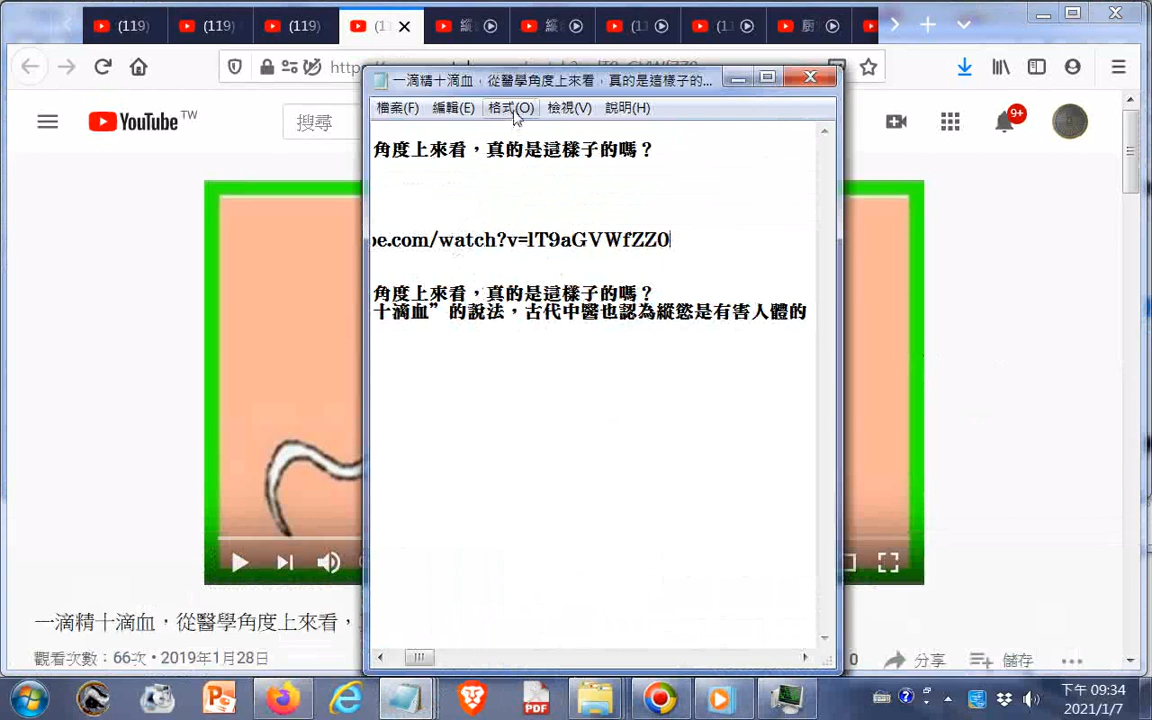 (119)
(119)
(119)
(1
(11
(11
http
一滴精十滴血，從醫學角度上來看，真的是這樣子的...
YouTube TW
搜尋
9+
檔案(F) 編輯(E) 格式(O) 檢視(V) 說明(H)
角度上來看，真的是這樣子的嗎？
be.com/watch?v=lT9aGVWfZZ0
角度上來看，真的是這樣子的嗎？
十滴血”的說法，古代中醫也認為縱慾是有害人體的
一滴精十滴血，從醫學角度上來看，
觀看次數：66次 • 2019年1月28日
0 分享 儲存
PDF
下午 09:34
2021/1/7